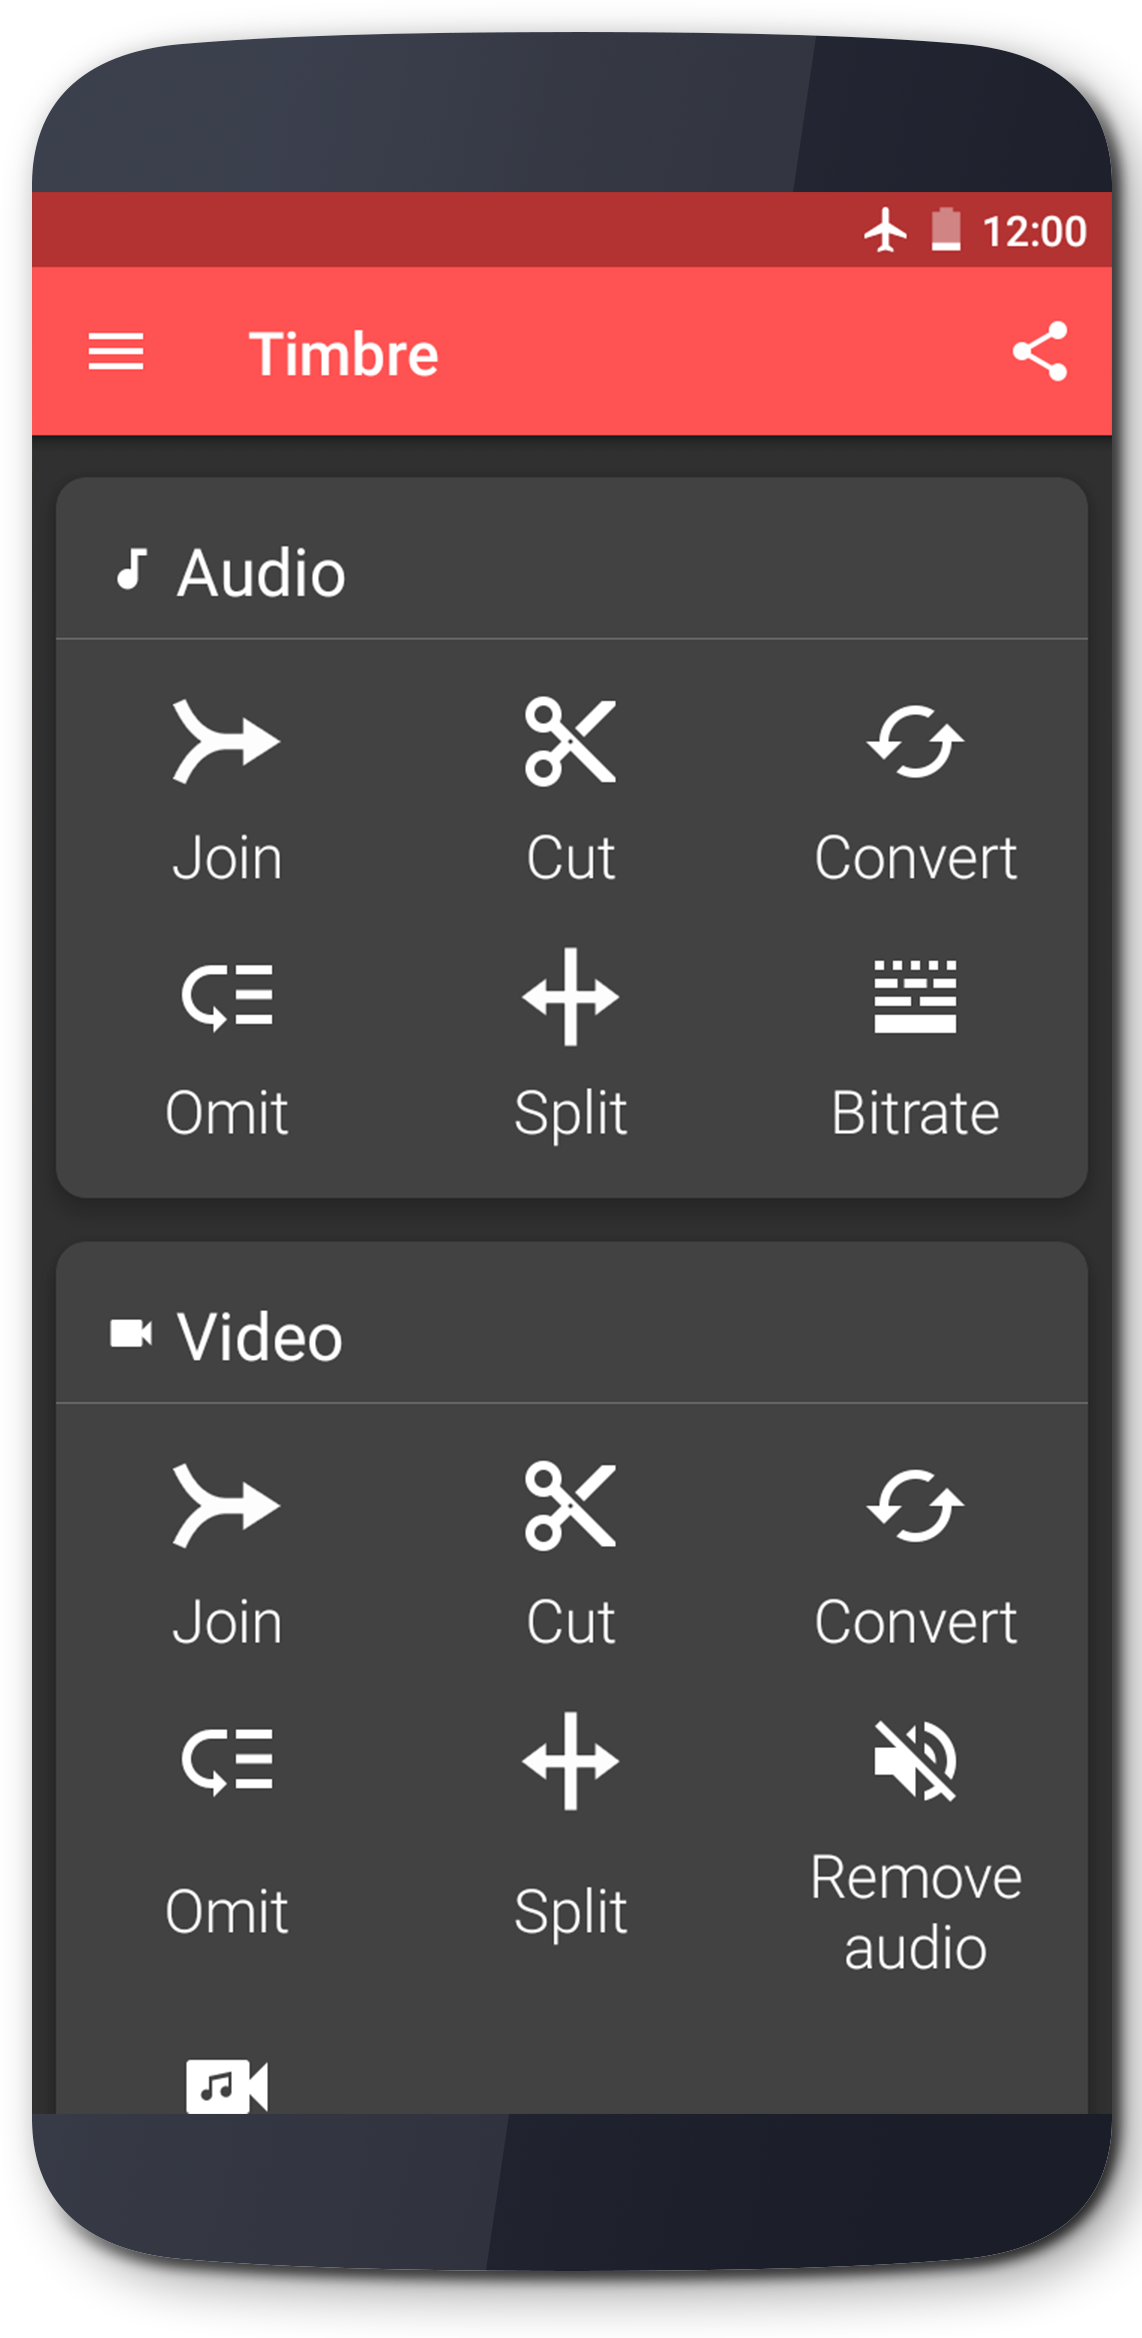 12:00
Timbre
Audio
Join Cut Convert
Omit Split Bitrate
Video
Join Cut Convert
Omit Split Remove
audio